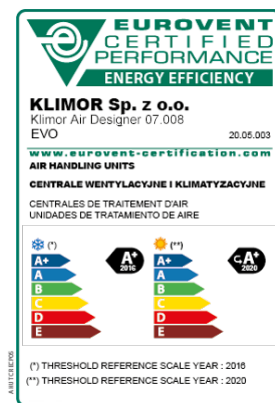 EUROVENT
CERTIFIED
PERFORMANCE
ENERGY EFFICIENCY
KLIMOR Sp. z o.o.
Klimor Air Designer 07.008
EVO 20.05.003
www.eurovent-certification.com
AIR HANDLING UNITS
CENTRALE WENTYLACYJNE I KLIMATYZACYJNE
CENTRALES DE TRAITEMENT D'AIR
UNIDADES DE TRATAMIENTO DE AIRE
(*) (**)
A+ A+ 2016 A+ A+ 2020
A A
B B
C C
D D
E E
(*) THRESHOLD REFERENCE SCALE YEAR : 2016
(**) THRESHOLD REFERENCE SCALE YEAR : 2020